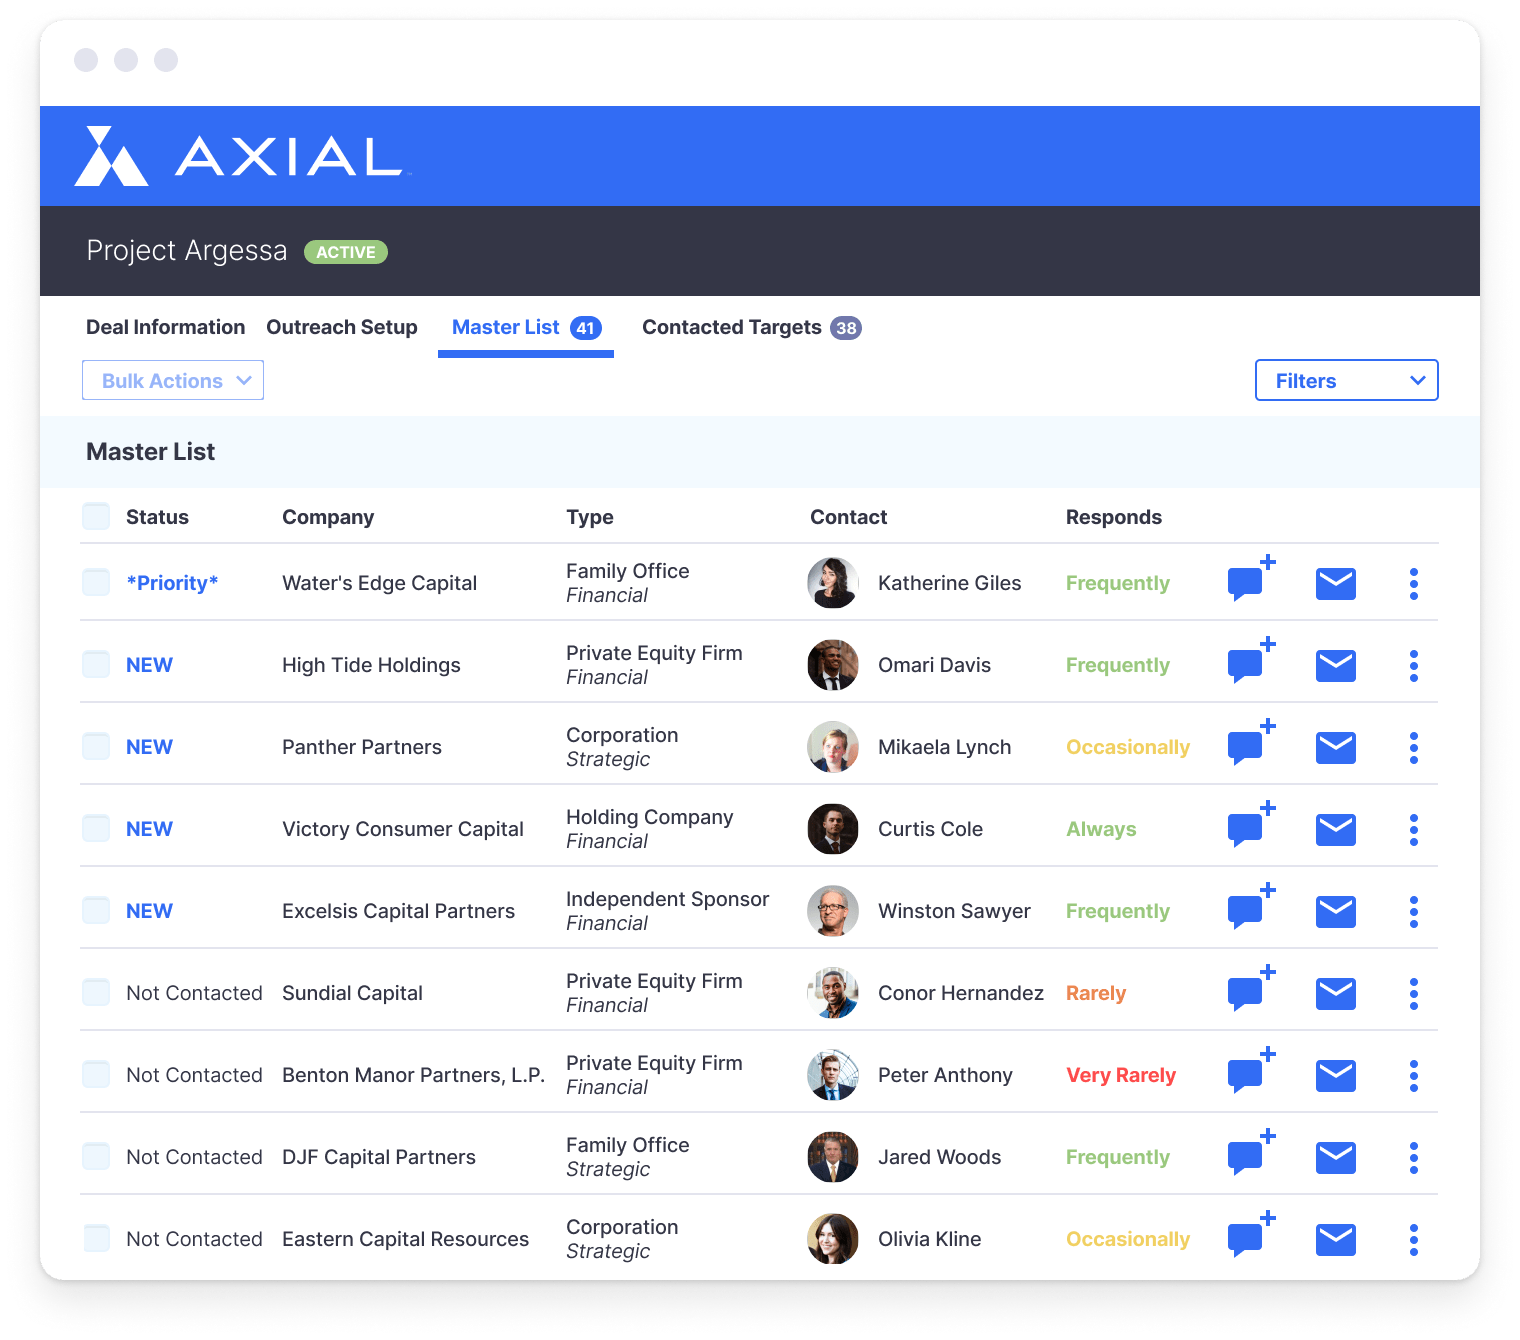 AXIAL
Project Argessa ACTIVE
Deal Information Outreach Setup Master List 41 Contacted Targets 38
Bulk Actions Filters
Master List
Status Company Type Contact Responds
*Priority* Water's Edge Capital Family Office Katherine Giles Frequently
Financial
NEW High Tide Holdings Private Equity Firm Omari Davis Frequently
Financial
NEW Panther Partners Corporation Mikaela Lynch Occasionally
Strategic
NEW Victory Consumer Capital Holding Company Curtis Cole Always
Financial
NEW Excelsis Capital Partners Independent Sponsor Winston Sawyer Frequently
Financial
Not Contacted Sundial Capital Private Equity Firm Conor Hernandez Rarely
Financial
Not Contacted Benton Manor Partners, L.P. Private Equity Firm Peter Anthony Very Rarely
Financial
Not Contacted DJF Capital Partners Family Office Jared Woods Frequently
Strategic
Not Contacted Eastern Capital Resources Corporation Olivia Kline Occasionally
Strategic